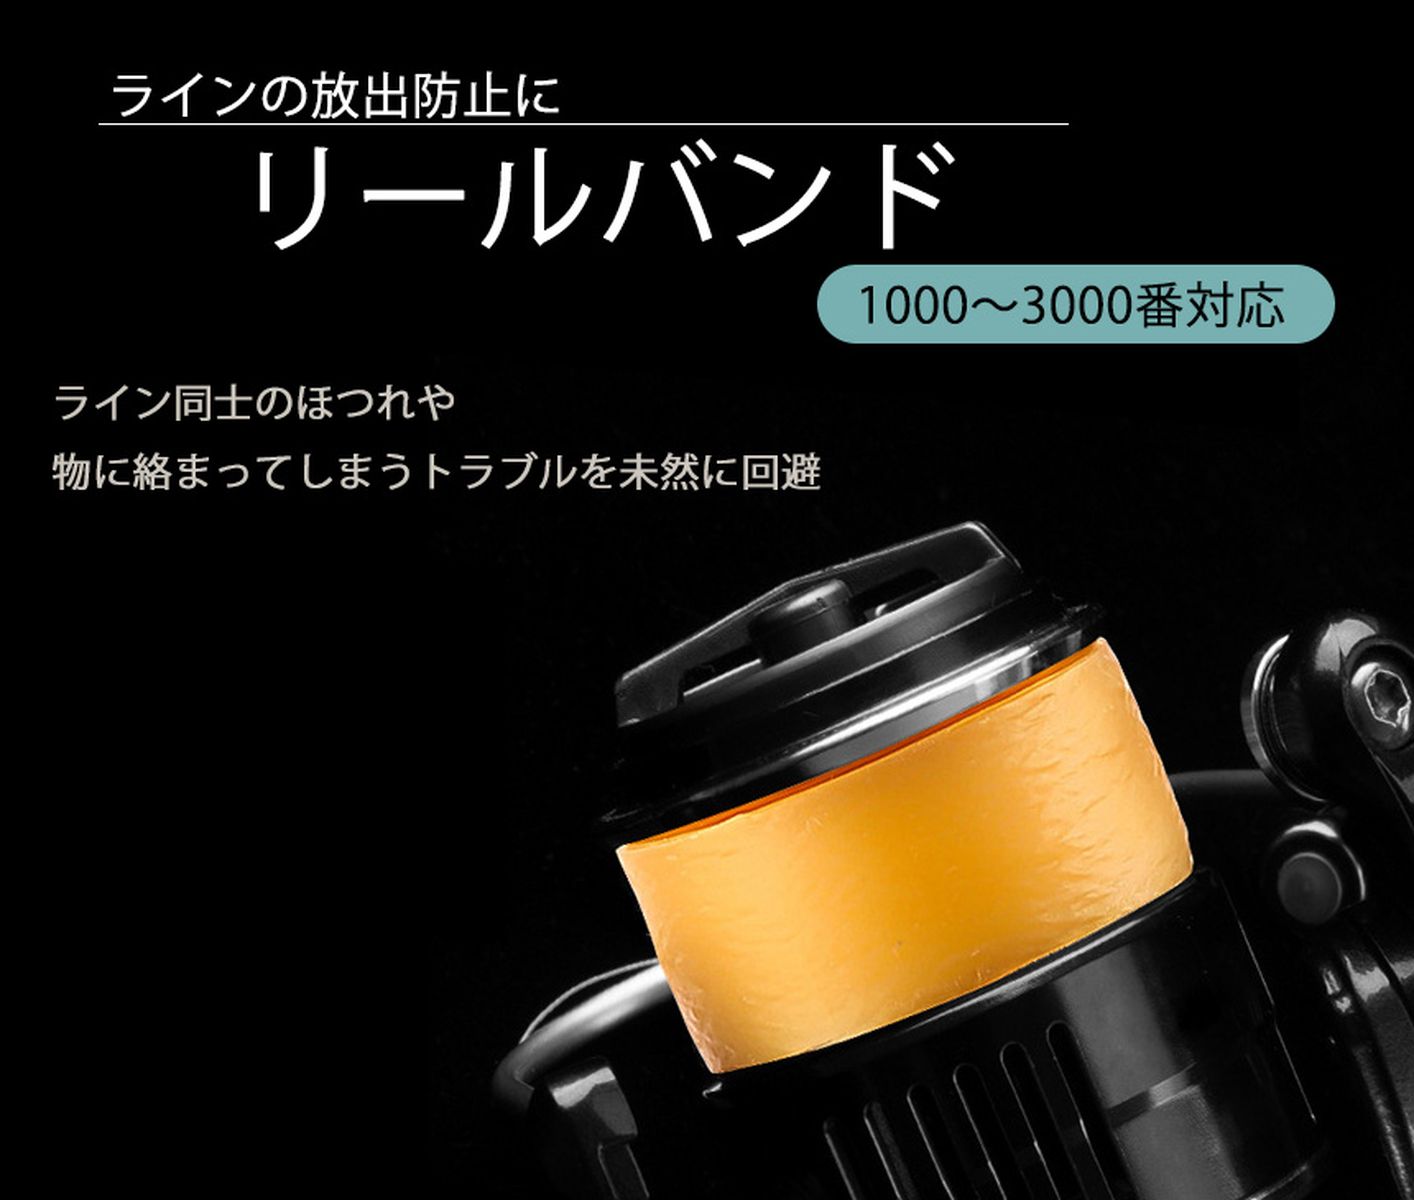 ラインの放出防止に
リールバンド
1000～3000番対応
ライン同士のほつれや
物に絡まってしまうトラブルを未然に回避